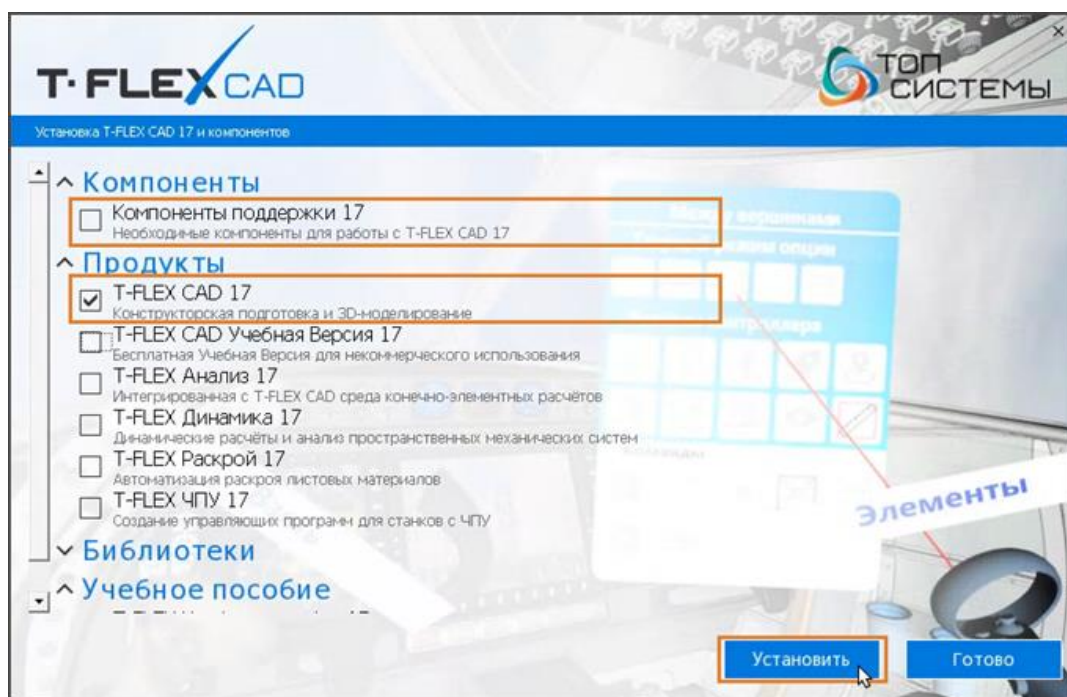 T-FLEX CAD
ТОП
СИСТЕМЫ
Установка T-FLEX CAD 17 и компонентов
Компоненты
Компоненты поддержки 17
Необходимые компоненты для работы с T-FLEX CAD 17
Продукты
T-FLEX CAD 17
Конструкторская подготовка и 3D-моделирование
T-FLEX CAD Учебная Версия 17
Бесплатная Учебная Версия для некоммерческого использования
T-FLEX Анализ 17
Интегрированная с T-FLEX CAD среда конечно-элементных расчётов
T-FLEX Динамика 17
Динамические расчёты и анализ пространственных механических систем
T-FLEX Раскрой 17
Автоматизация раскроя листовых материалов
T-FLEX ЧПУ 17
Создание управляющих программ для станков с ЧПУ
Библиотеки
Учебное пособие
Между вершинами
опции
Элементы
Установить
Готово